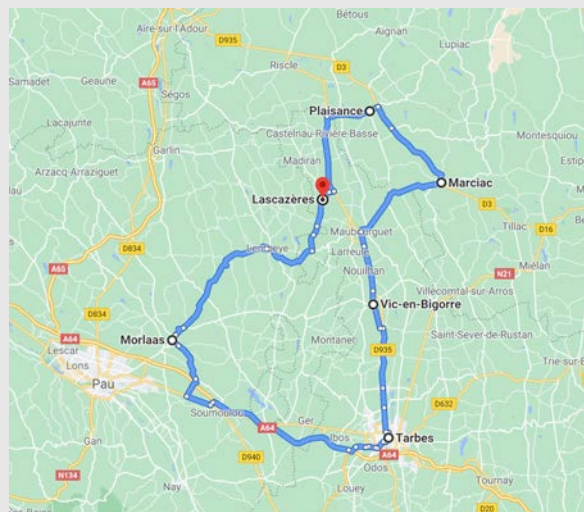 Bétous
Aire-sur-l'Adour
Aignan
D935
Riscle
Lupiac
D3
Samadet
Geaune
A65
Ségos
Plaisance
Lacajunte
Castelnau-Rivière-Basse
Montesquiou
Garlin
Madiran
Arzacq-Arraziguet
Marciac
Estip
Lascazères
D3
Tillac
D16
Maubourguet
D834
Lembeye
Larreule
Miélan
A65
Nouilhan
N21
Villecomtal-sur-Arros
D834
Vic-en-Bigorre
Morlaas
Montaner
Saint-Sever-de-Rustan
A64
D935
Lescar
Lons
Trie-sur-B
Pau
D632
Soumoulou
Ger
A64
Ibos
Tarbes
Gan
D940
A64
Odos
N134
Nay
Louey
Tournay
D20